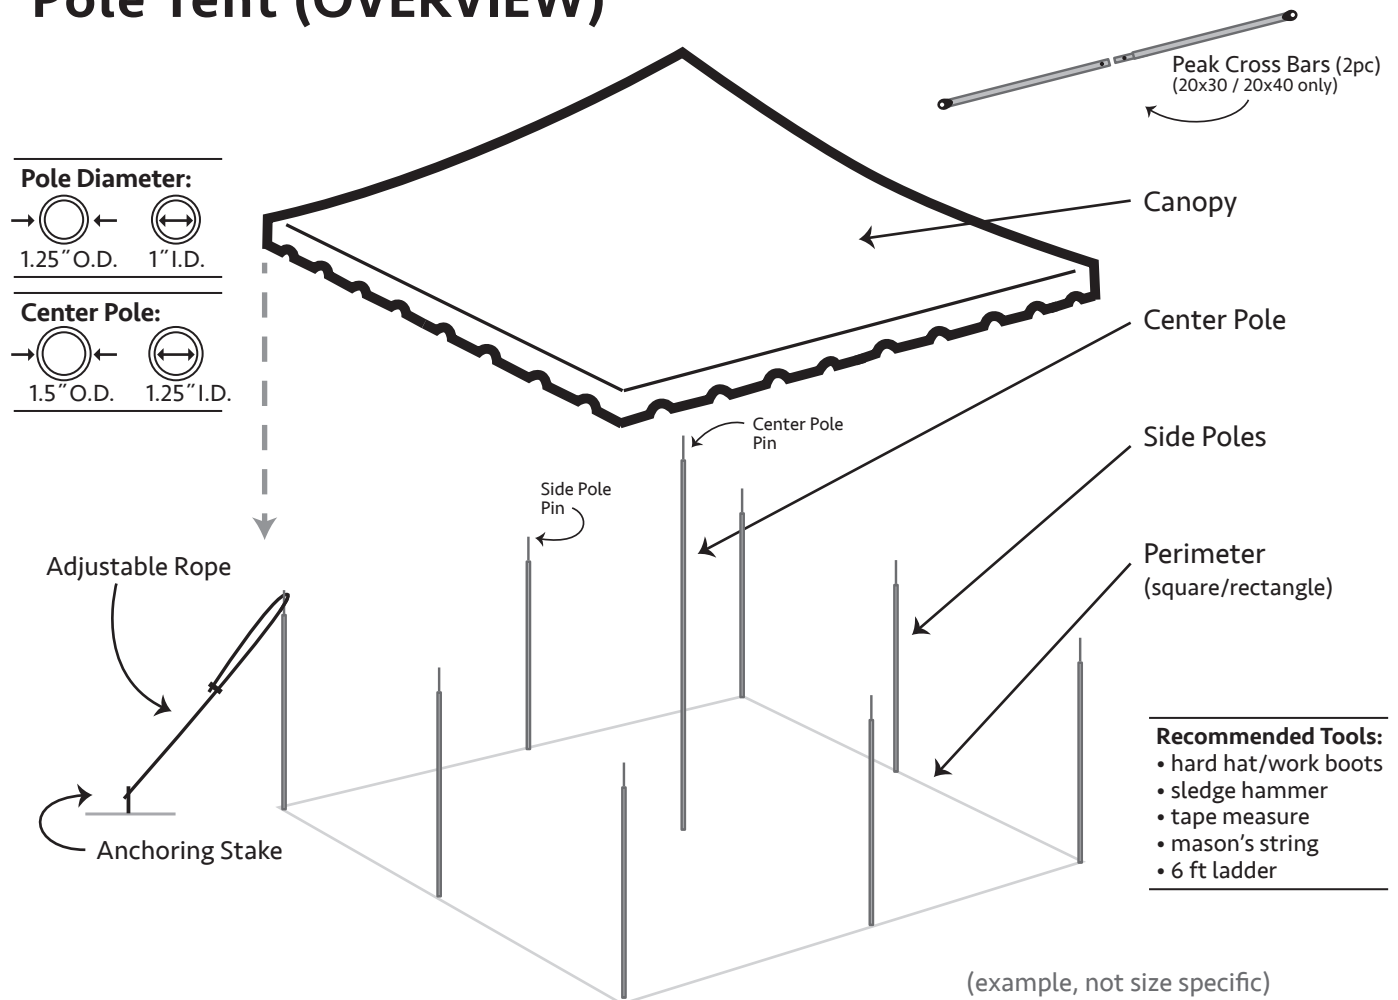 Pole Tent (OVERVIEW)
Peak Cross Bars (2pc)
(20x30 / 20x40 only)
Pole Diameter:
1.25˝O.D. 1˝I.D.
Center Pole:
1.5˝O.D. 1.25˝I.D.
Canopy
Center Pole
Center Pole
Pin
Side Poles
Side Pole
Pin
Perimeter
(square/rectangle)
Adjustable Rope
Anchoring Stake
Recommended Tools:
• hard hat/work boots
• sledge hammer
• tape measure
• mason’s string
• 6 ft ladder
(example, not size specific)